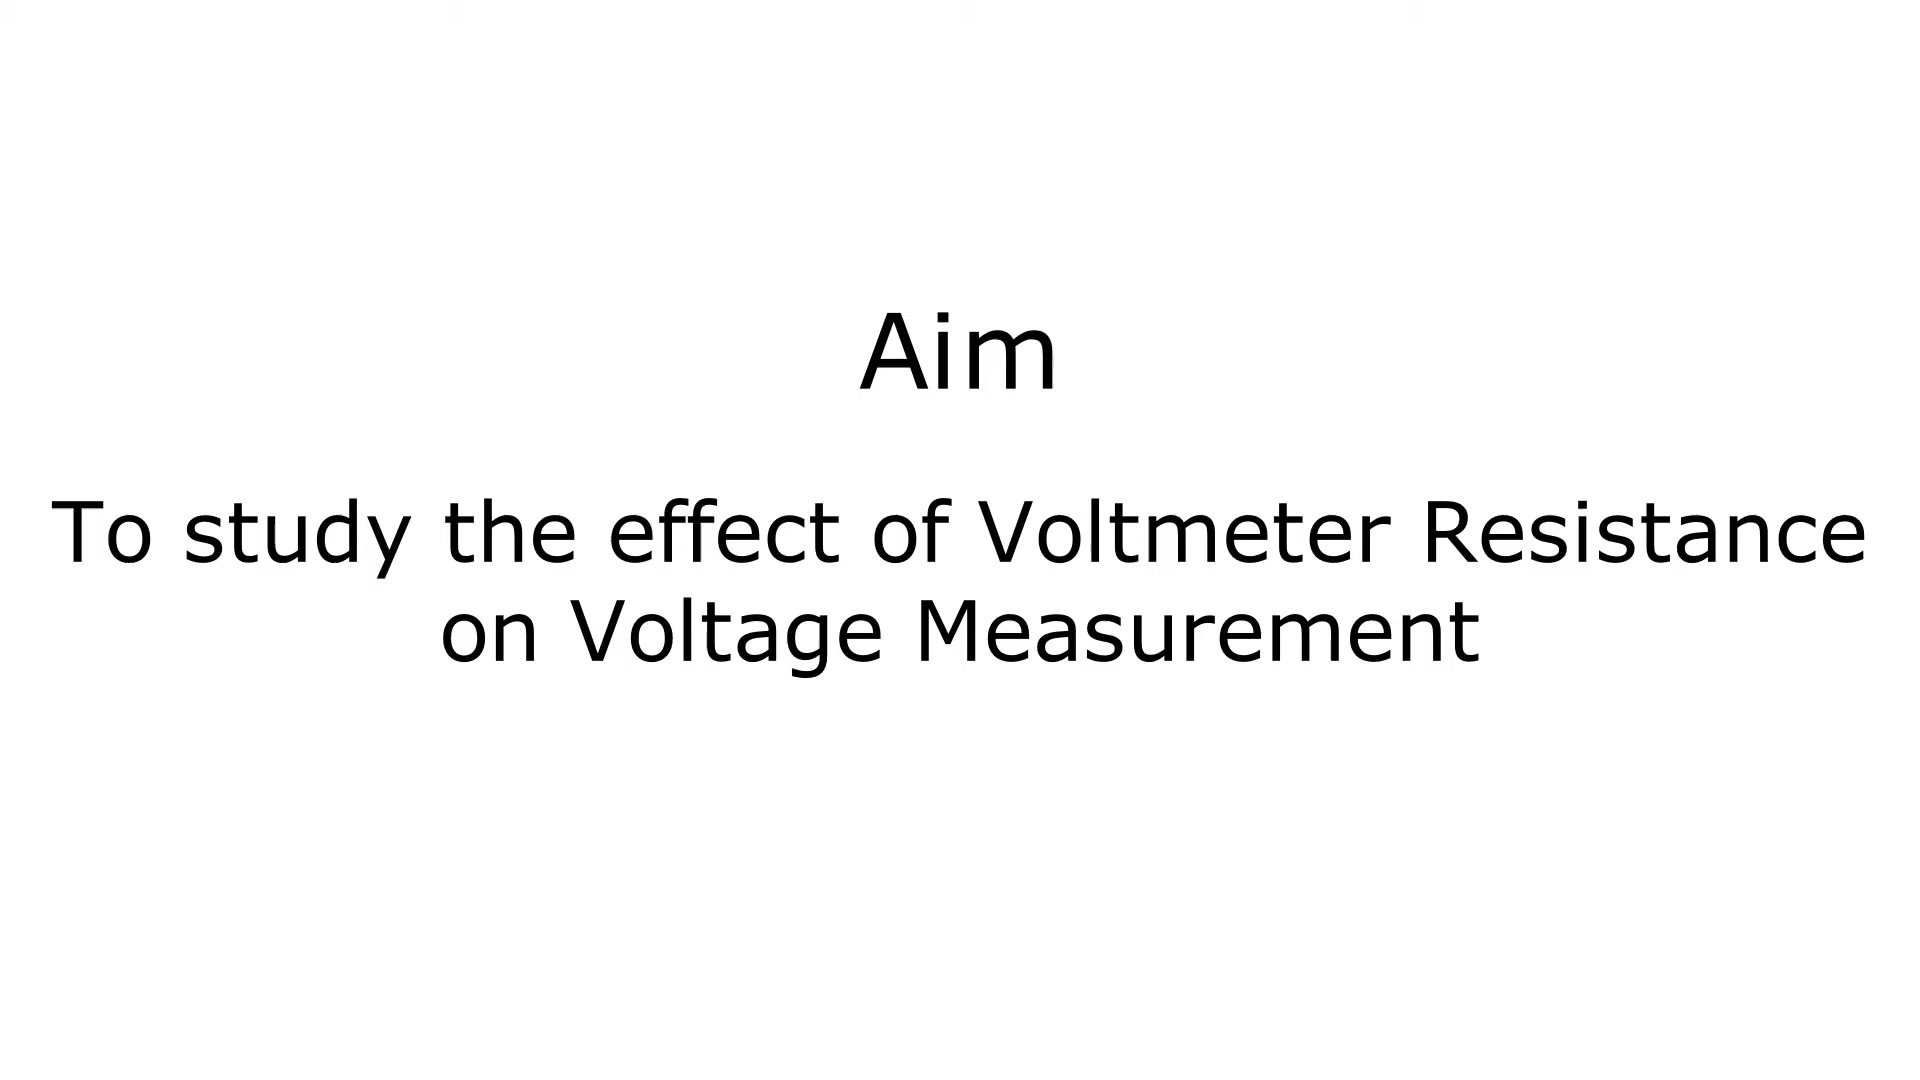 Aim
To study the effect of Voltmeter Resistance
on Voltage Measurement